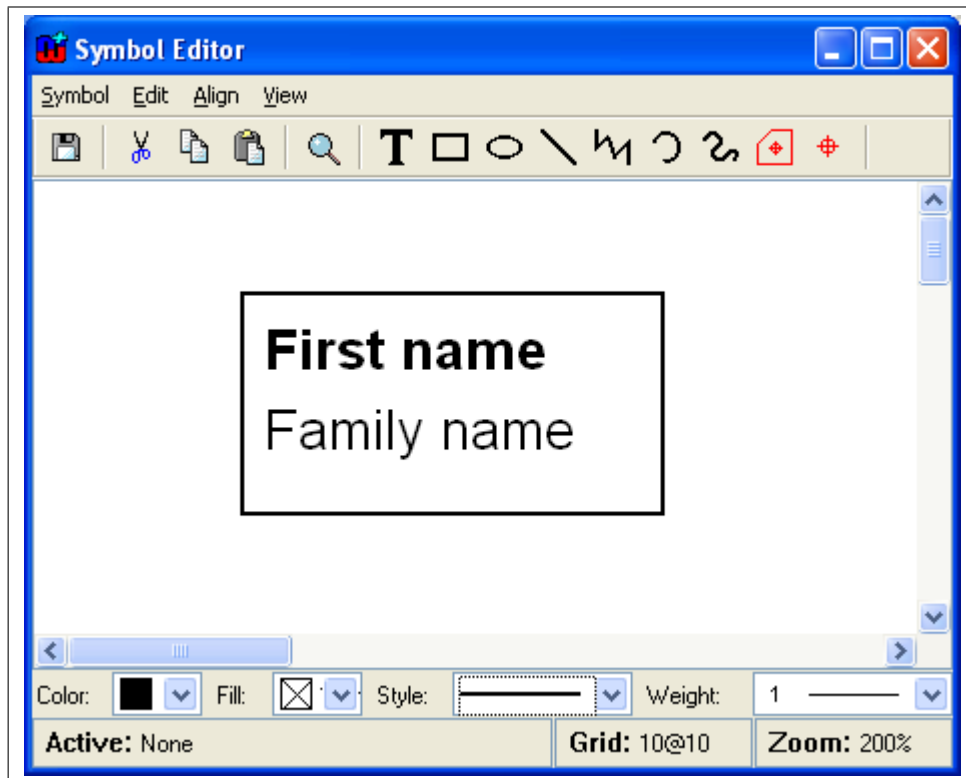 Symbol Editor
Symbol Edit Align View
T
First name
Family name
Color: Fill: Style: Weight: 1
Active: None Grid: 10@10 Zoom: 200%